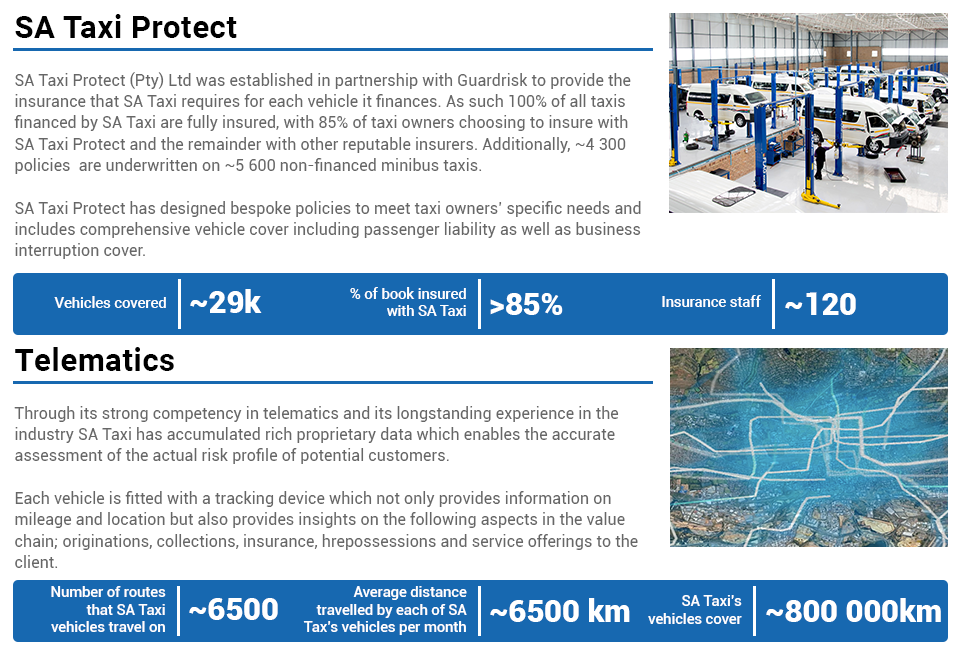 SA Taxi Protect
SA Taxi Protect (Pty) Ltd was established in partnership with Guardrisk to provide the
insurance that SA Taxi requires for each vehicle it finances. As such 100% of all taxis
financed by SA Taxi are fully insured, with 85% of taxi owners choosing to insure with
SA Taxi Protect and the remainder with other reputable insurers. Additionally, ~4 300
policies  are underwritten on ~5 600 non-financed minibus taxis.
SA Taxi Protect has designed bespoke policies to meet taxi owners' specific needs and
includes comprehensive vehicle cover including passenger liability as well as business
interruption cover.
Vehicles covered
~29k
% of book insured
with SA Taxi
>85%
Insurance staff
~120
Telematics
Through its strong competency in telematics and its longstanding experience in the
industry SA Taxi has accumulated rich proprietary data which enables the accurate
assessment of the actual risk profile of potential customers.
Each vehicle is fitted with a tracking device which not only provides information on
mileage and location but also provides insights on the following aspects in the value
chain; originations, collections, insurance, hrepossessions and service offerings to the
client.
Number of routes
that SA Taxi
vehicles travel on
~6500
Average distance
travelled by each of SA
Tax's vehicles per month
~6500 km
SA Taxi's
vehicles cover
~800 000km